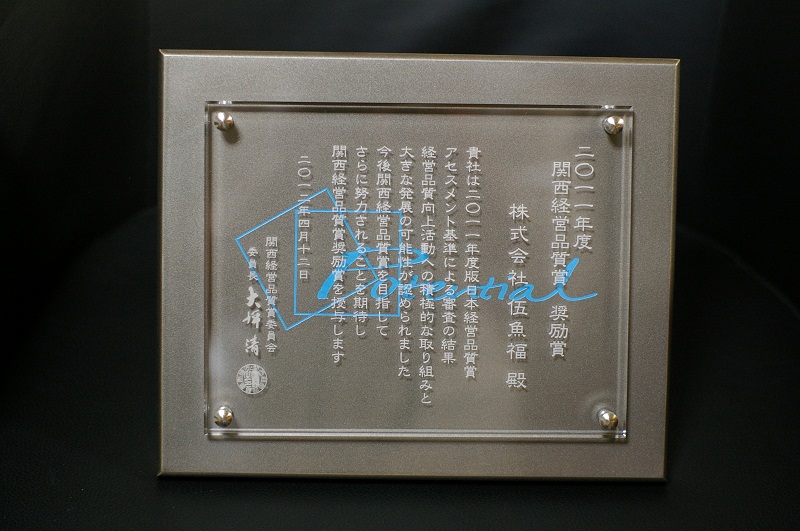 二〇一一年度
関西経営品質賞 奨励賞
株式会社 伍魚福 殿
貴社は二〇一一年度版日本経営品質賞
アセスメント基準による審査の結果
経営品質向上活動への積極的な取り組みと
大きな発展の可能性が認められました
今後関西経営品質賞を目指して
さらに努力されることを期待し
関西経営品質賞奨励賞を授与します
二〇一二年四月十二日
関西経営品質賞委員会
委員長
Potential